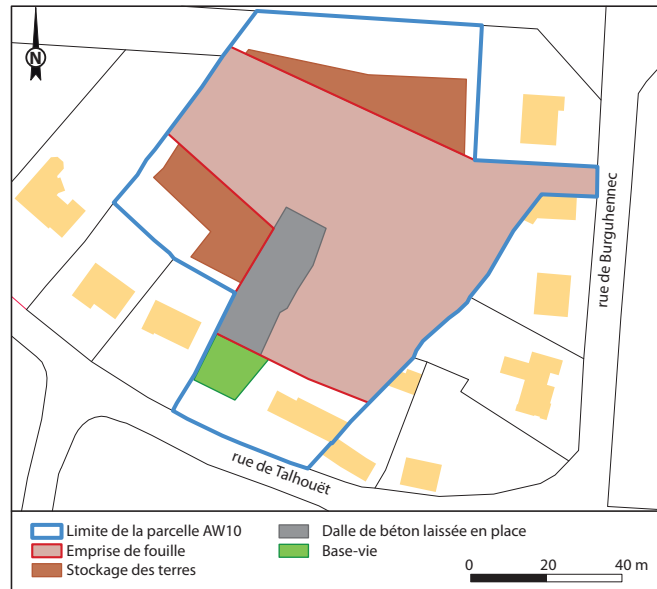 N
rue de Burguhennec
rue de Talhouët
Limite de la parcelle AW10
Emprise de fouille
Stockage des terres
Dalle de béton laissée en place
Base-vie
0 20 40 m